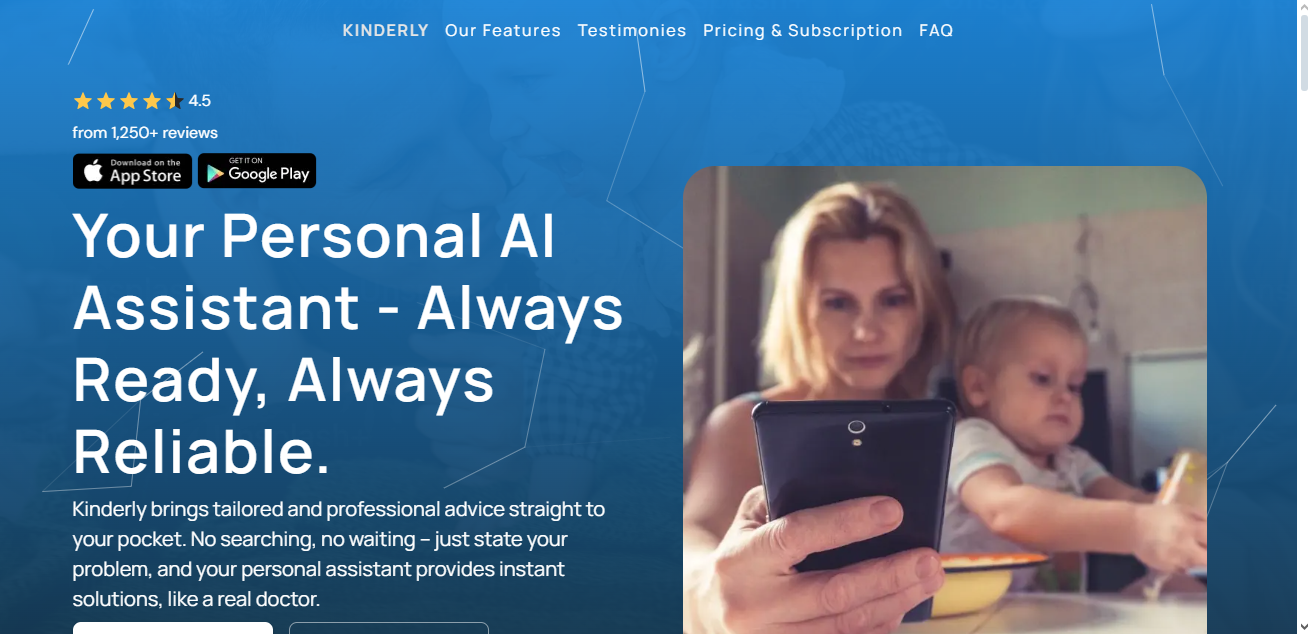 KINDERLY Our Features Testimonies Pricing & Subscription FAQ
4.5
from 1,250+ reviews
Download on the App Store
GET IT ON Google Play
Your Personal AI
Assistant - Always
Ready, Always
Reliable.
Kinderly brings tailored and professional advice straight to
your pocket. No searching, no waiting – just state your
problem, and your personal assistant provides instant
solutions, like a real doctor.